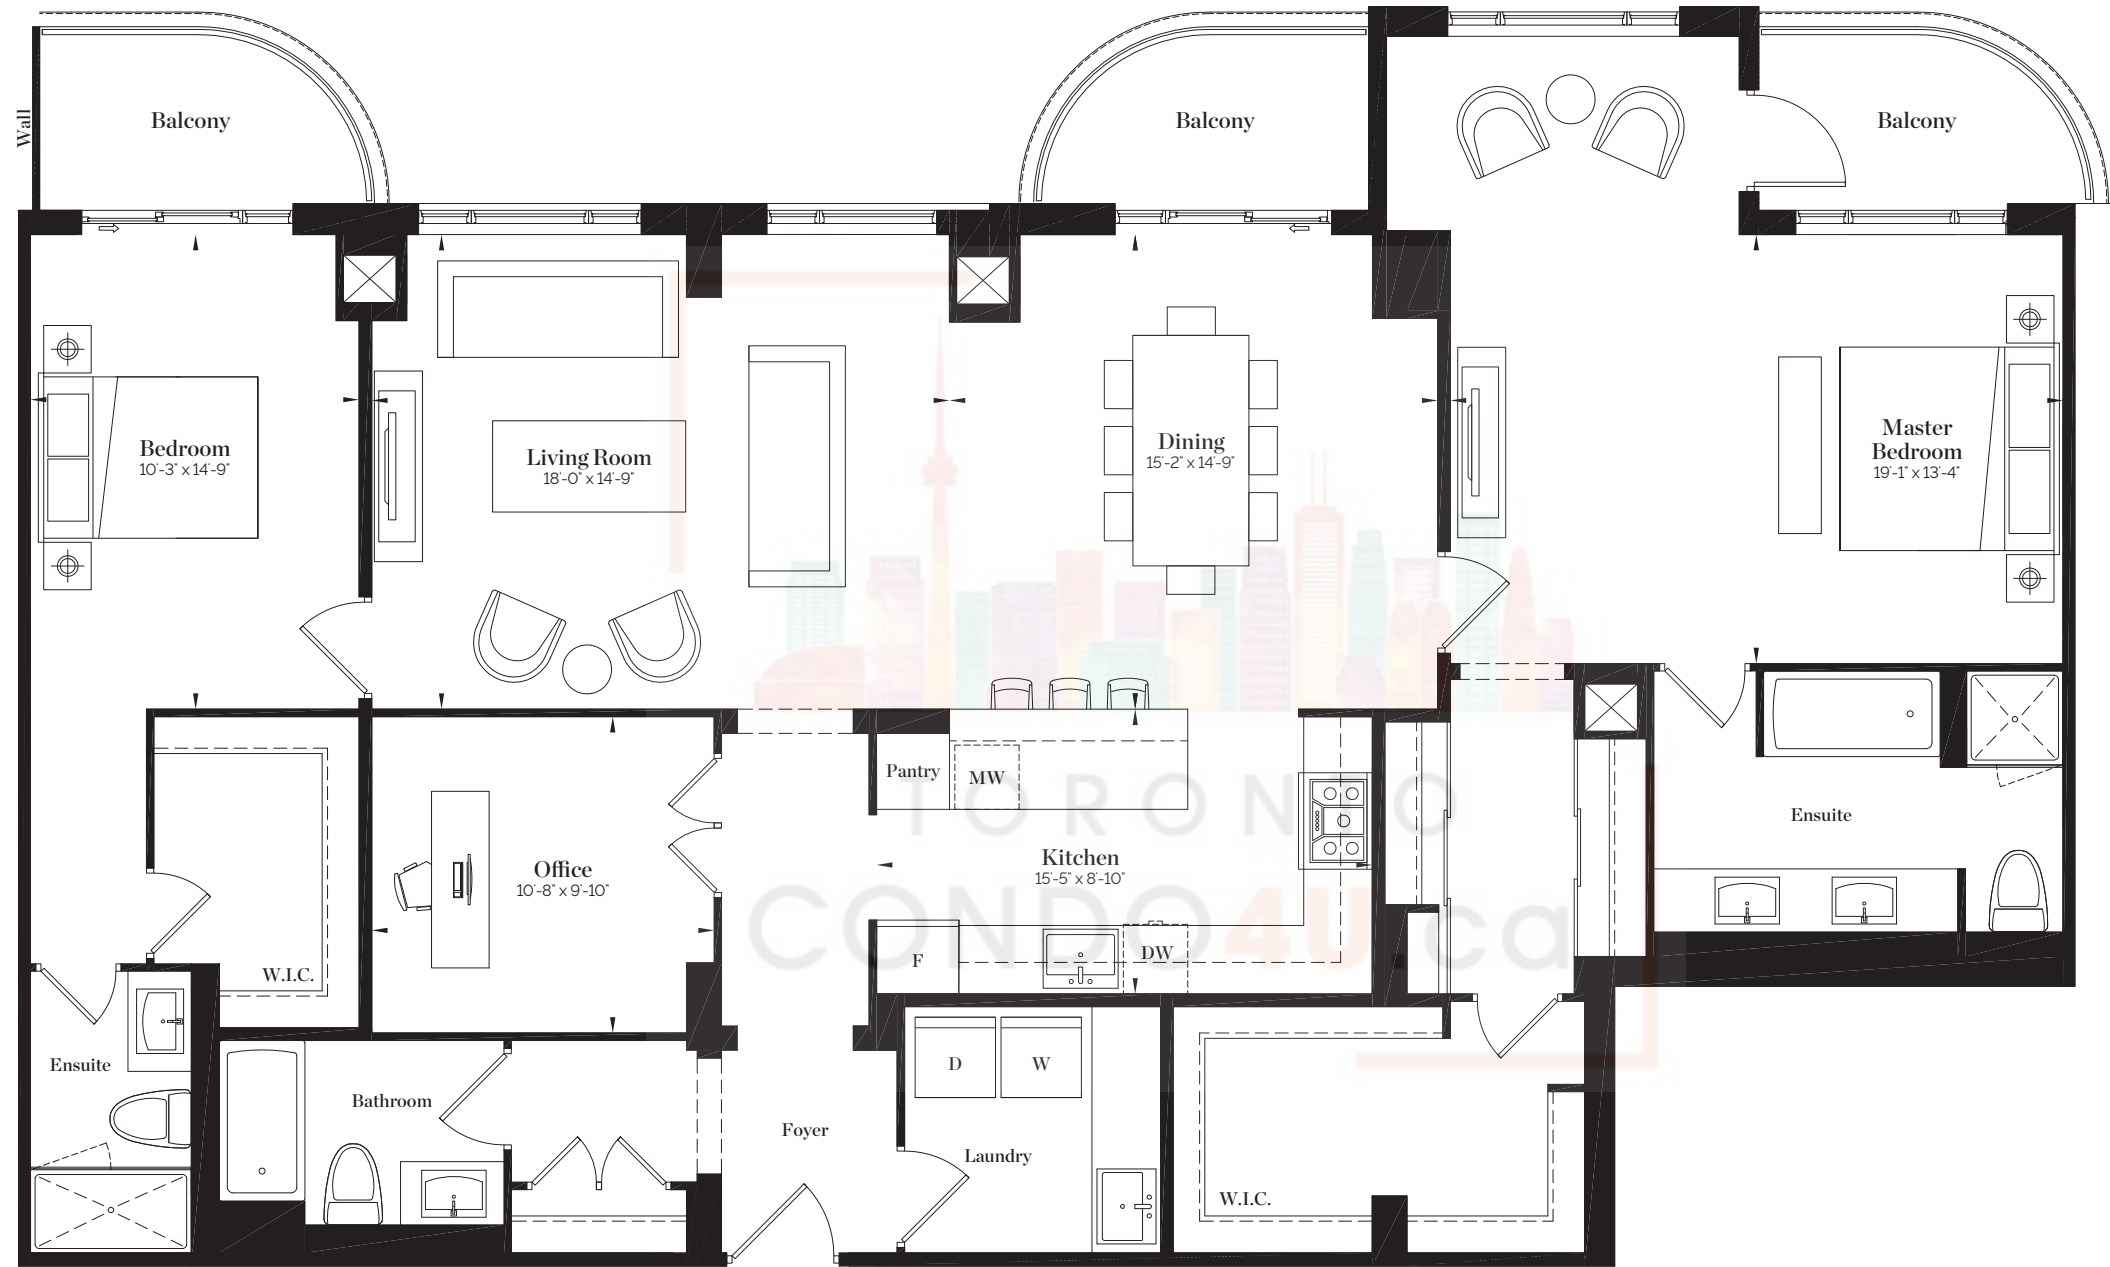 Wall
Balcony
Balcony
Balcony
Bedroom
10'-3" x 14'-9"
Living Room
18'-0" x 14'-9"
Dining
15'-2" x 14'-9"
Master
Bedroom
19'-1" x 13'-4"
Pantry
MW
TORONTO
CONDO4U.ca
Ensuite
Office
10'-8" x 9'-10"
Kitchen
15'-5" x 8'-10"
F
DW
W.I.C.
Ensuite
D
W
Bathroom
Foyer
Laundry
W.I.C.